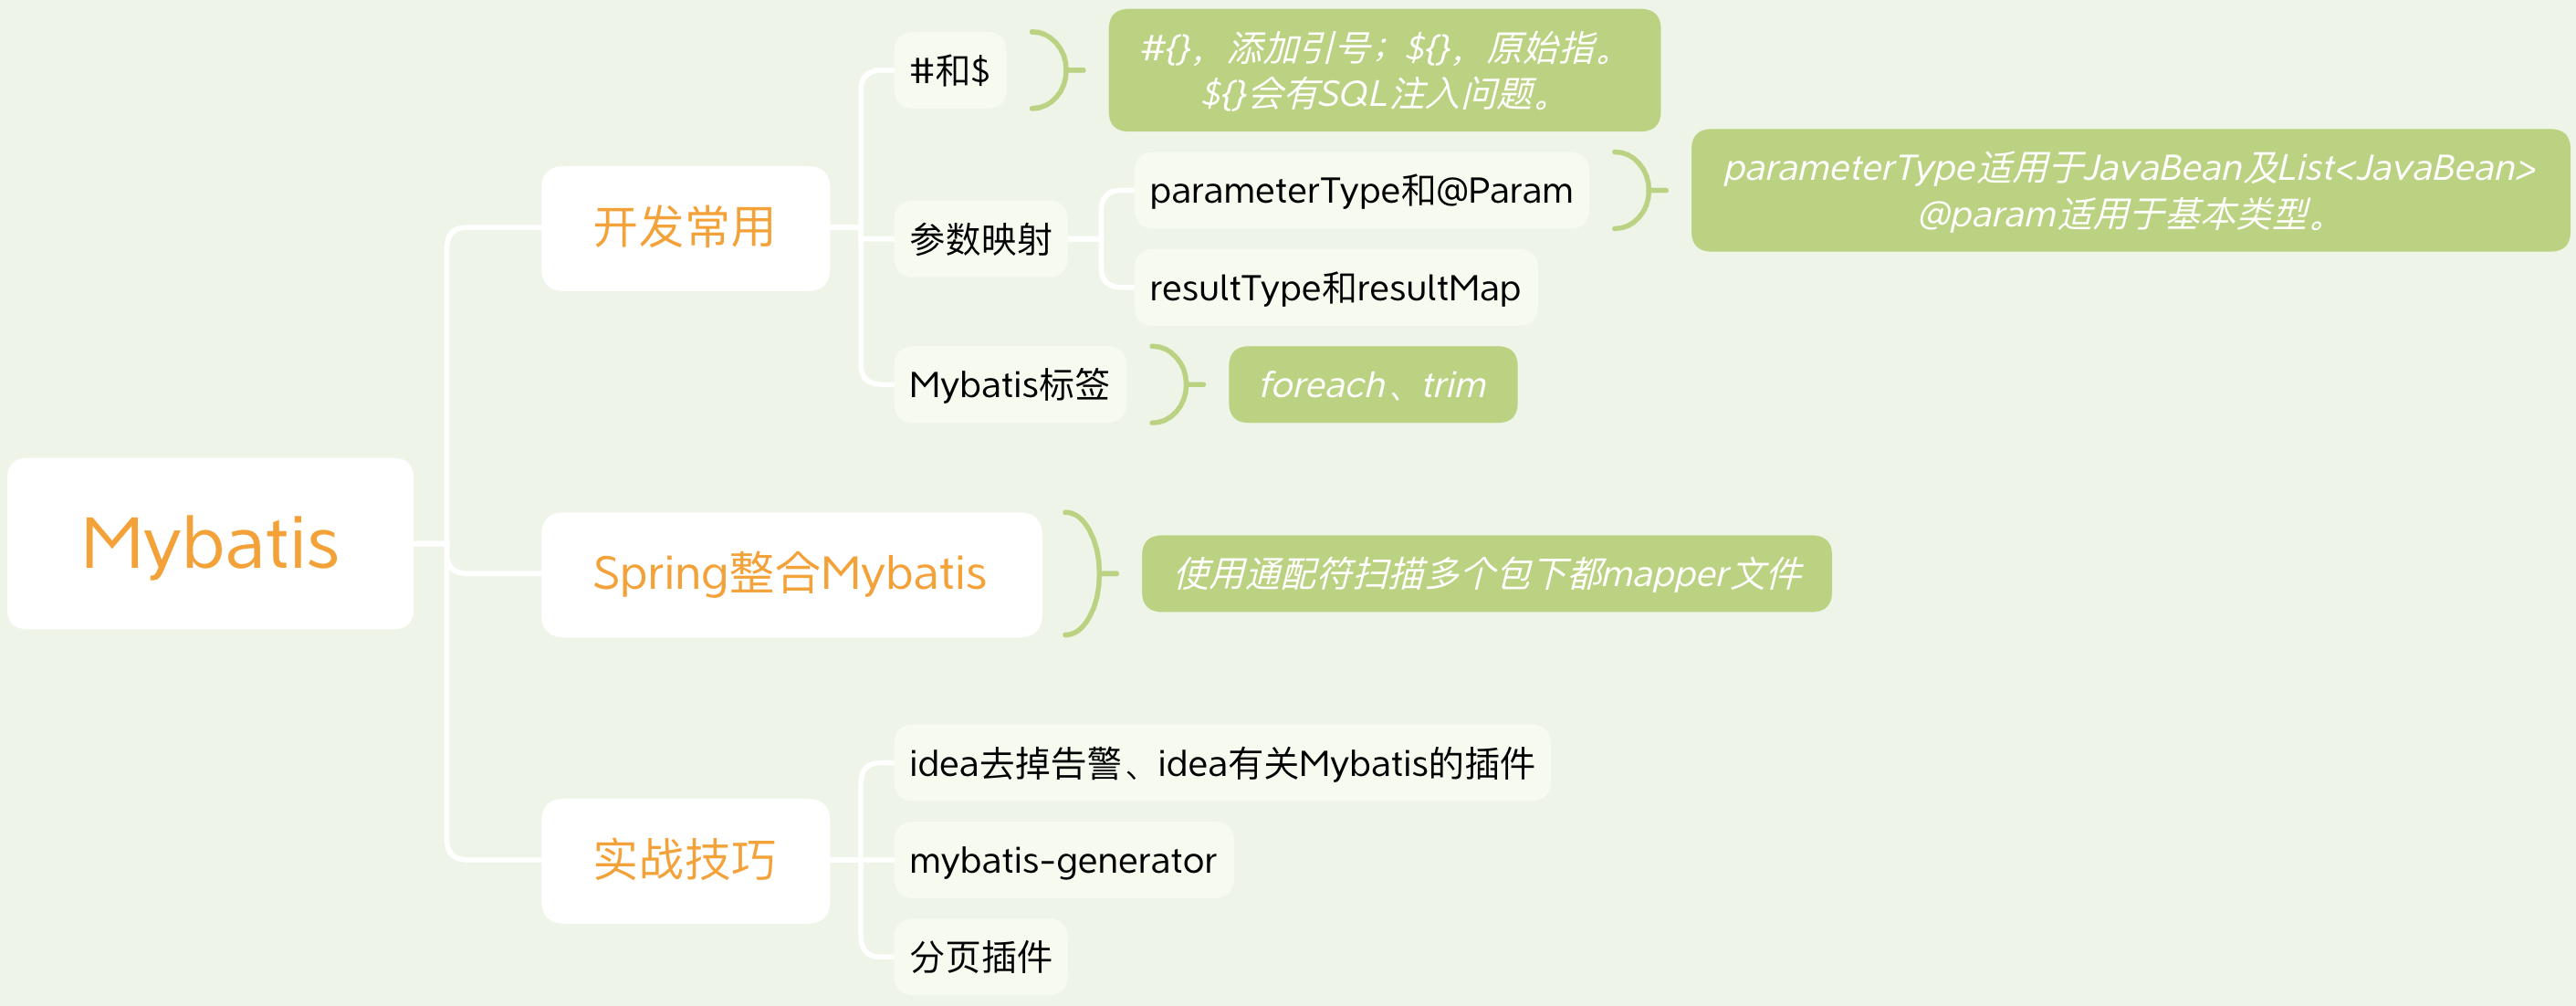 Mybatis
开发常用
#和$
#{}，添加引号；${}，原始指。
${}会有SQL注入问题。
参数映射
parameterType和@Param
parameterType适用于JavaBean及List<JavaBean>
@param适用于基本类型。
resultType和resultMap
Mybatis标签
foreach、trim
Spring整合Mybatis
使用通配符扫描多个包下都mapper文件
实战技巧
idea去掉告警、idea有关Mybatis的插件
mybatis-generator
分页插件